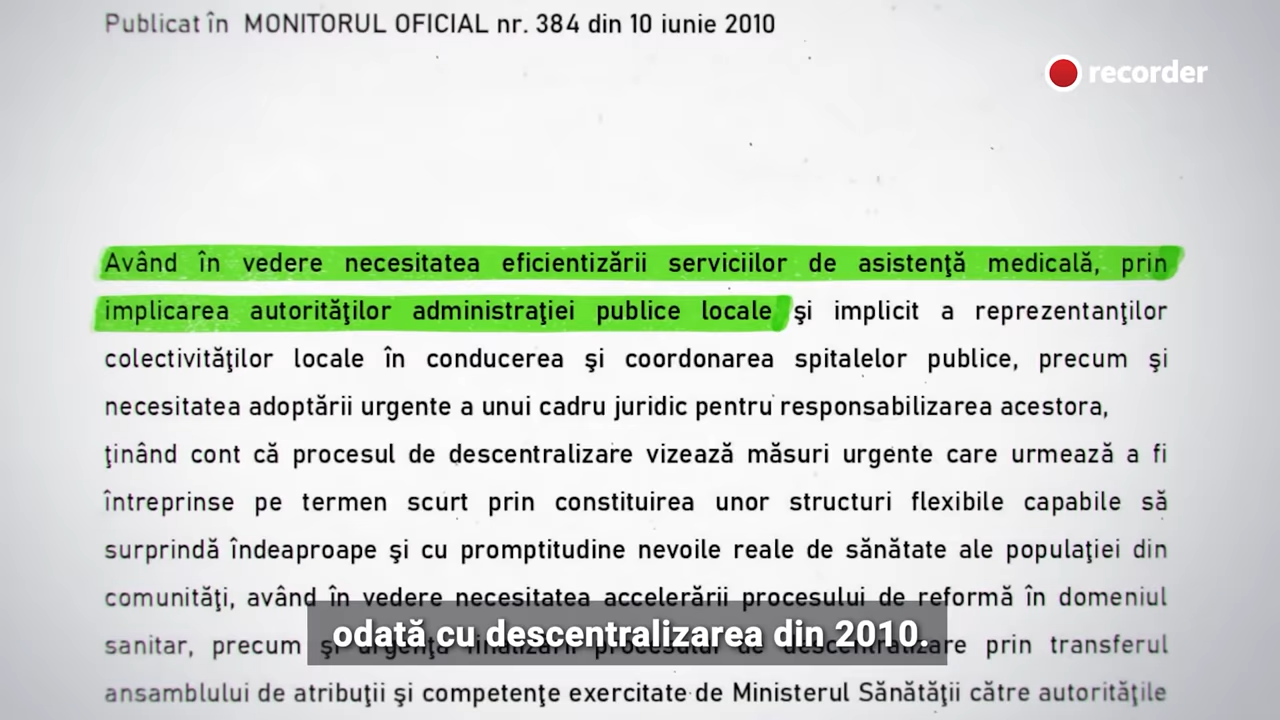 Publicat în MONITORUL OFICIAL nr. 384 din 10 iunie 2010
recorder
Având în vedere necesitatea eficientizării serviciilor de asistenţă medicală, prin
implicarea autorităţilor administraţiei publice locale şi implicit a reprezentanţilor
colectivităţilor locale în conducerea şi coordonarea spitalelor publice, precum şi
necesitatea adoptării urgente a unui cadru juridic pentru responsabilizarea acestora,
ţinând cont că procesul de descentralizare vizează măsuri urgente care urmează a fi
întreprinse pe termen scurt prin constituirea unor structuri flexibile capabile să
surprindă îndeaproape şi cu promptitudine nevoile reale de sănătate ale populaţiei din
comunităţi, având în vedere necesitatea accelerării procesului de reformă în domeniul
sanitar, precum şi urgenţa finalizării procesului de descentralizare prin transferul
odată cu descentralizarea din 2010.
ansamblului de atribuţii şi competenţe exercitate de Ministerul Sănătăţii către autorităţile